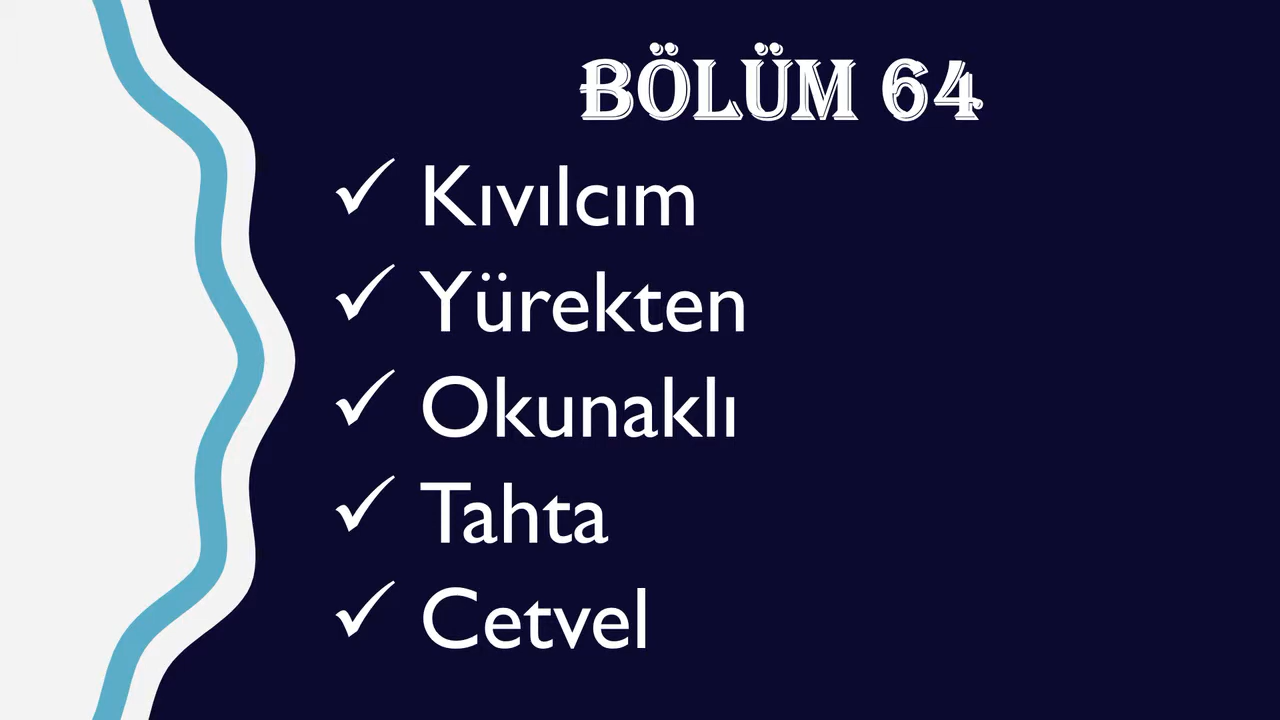 BÖLÜM 64
✓ Kıvılcım
✓ Yürekten
✓ Okunaklı
✓ Tahta
✓ Cetvel